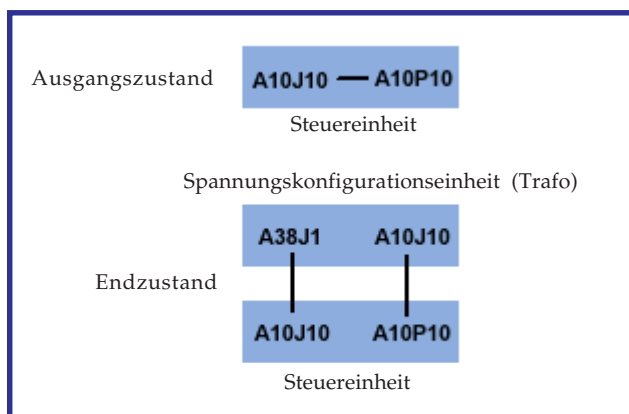 Ausgangszustand A10J10 — A10P10
Steuereinheit
Spannungskonfigurationseinheit (Trafo)
A38J1 A10J10
Endzustand
A10J10 A10P10
Steuereinheit